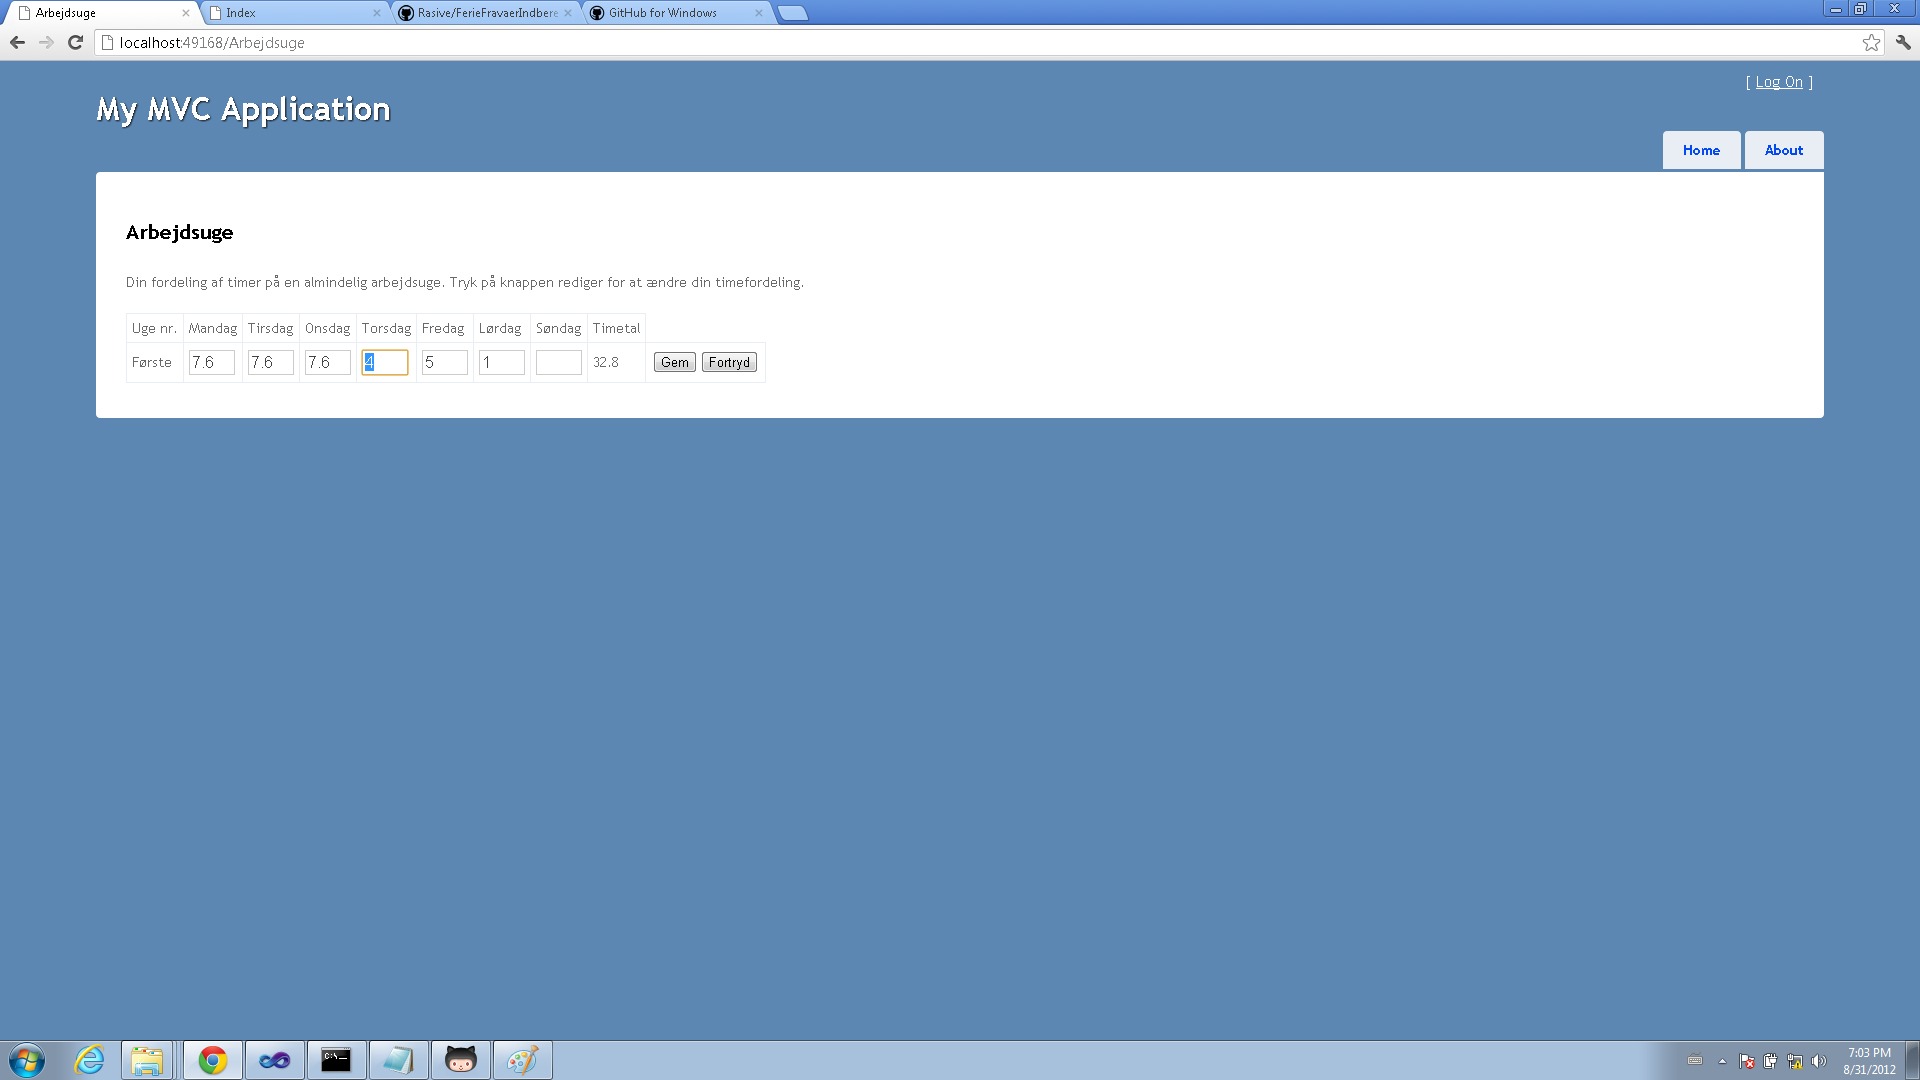 Arbejdsuge
Index
Rasive/FerieFravaerIndbere
GitHub for Windows
localhost:49168/Arbejdsuge
[ Log On ]
My MVC Application
Home About
Arbejdsuge
Din fordeling af timer på en almindelig arbejdsuge. Tryk på knappen rediger for at ændre din timefordeling.
Uge nr. Mandag Tirsdag Onsdag Torsdag Fredag Lørdag Søndag Timetal
Første 7.6 7.6 7.6 4 5 1 32.8 Gem Fortryd
C:\_
7:03 PM
8/31/2012